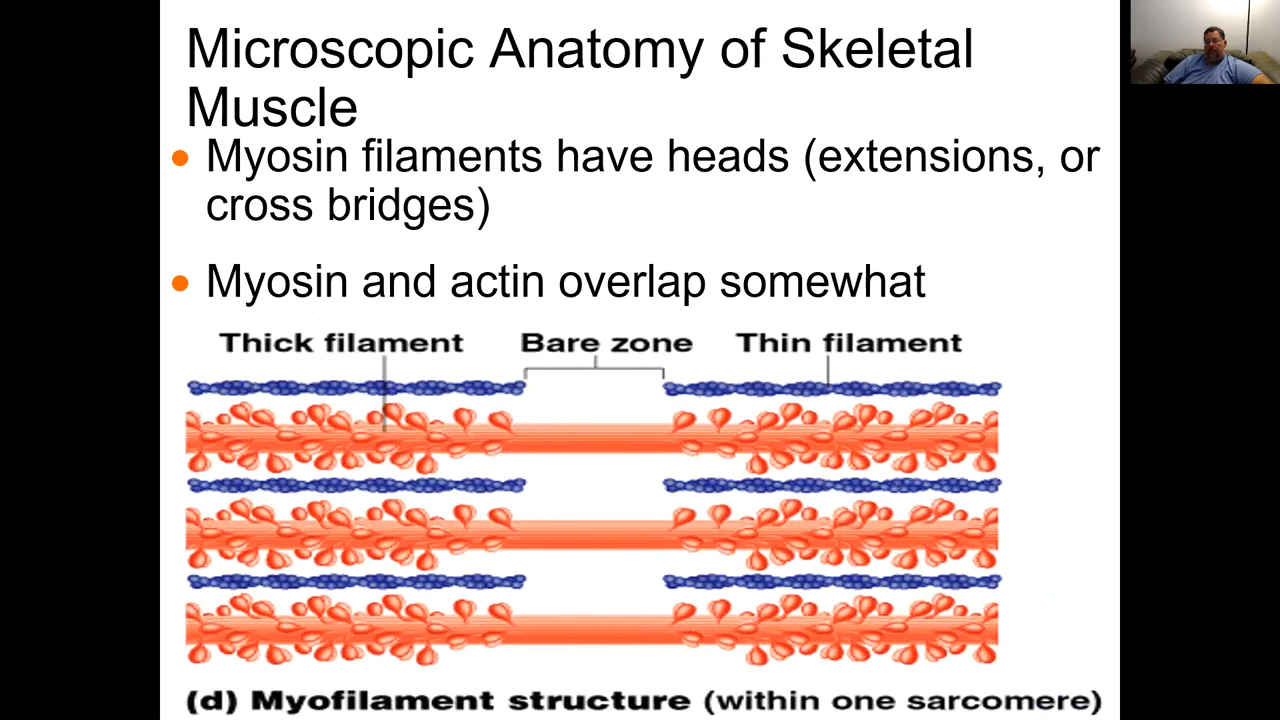 Microscopic Anatomy of Skeletal
Muscle
• Myosin filaments have heads (extensions, or
cross bridges)
• Myosin and actin overlap somewhat
Thick filament Bare zone Thin filament
(d) Myofilament structure (within one sarcomere)